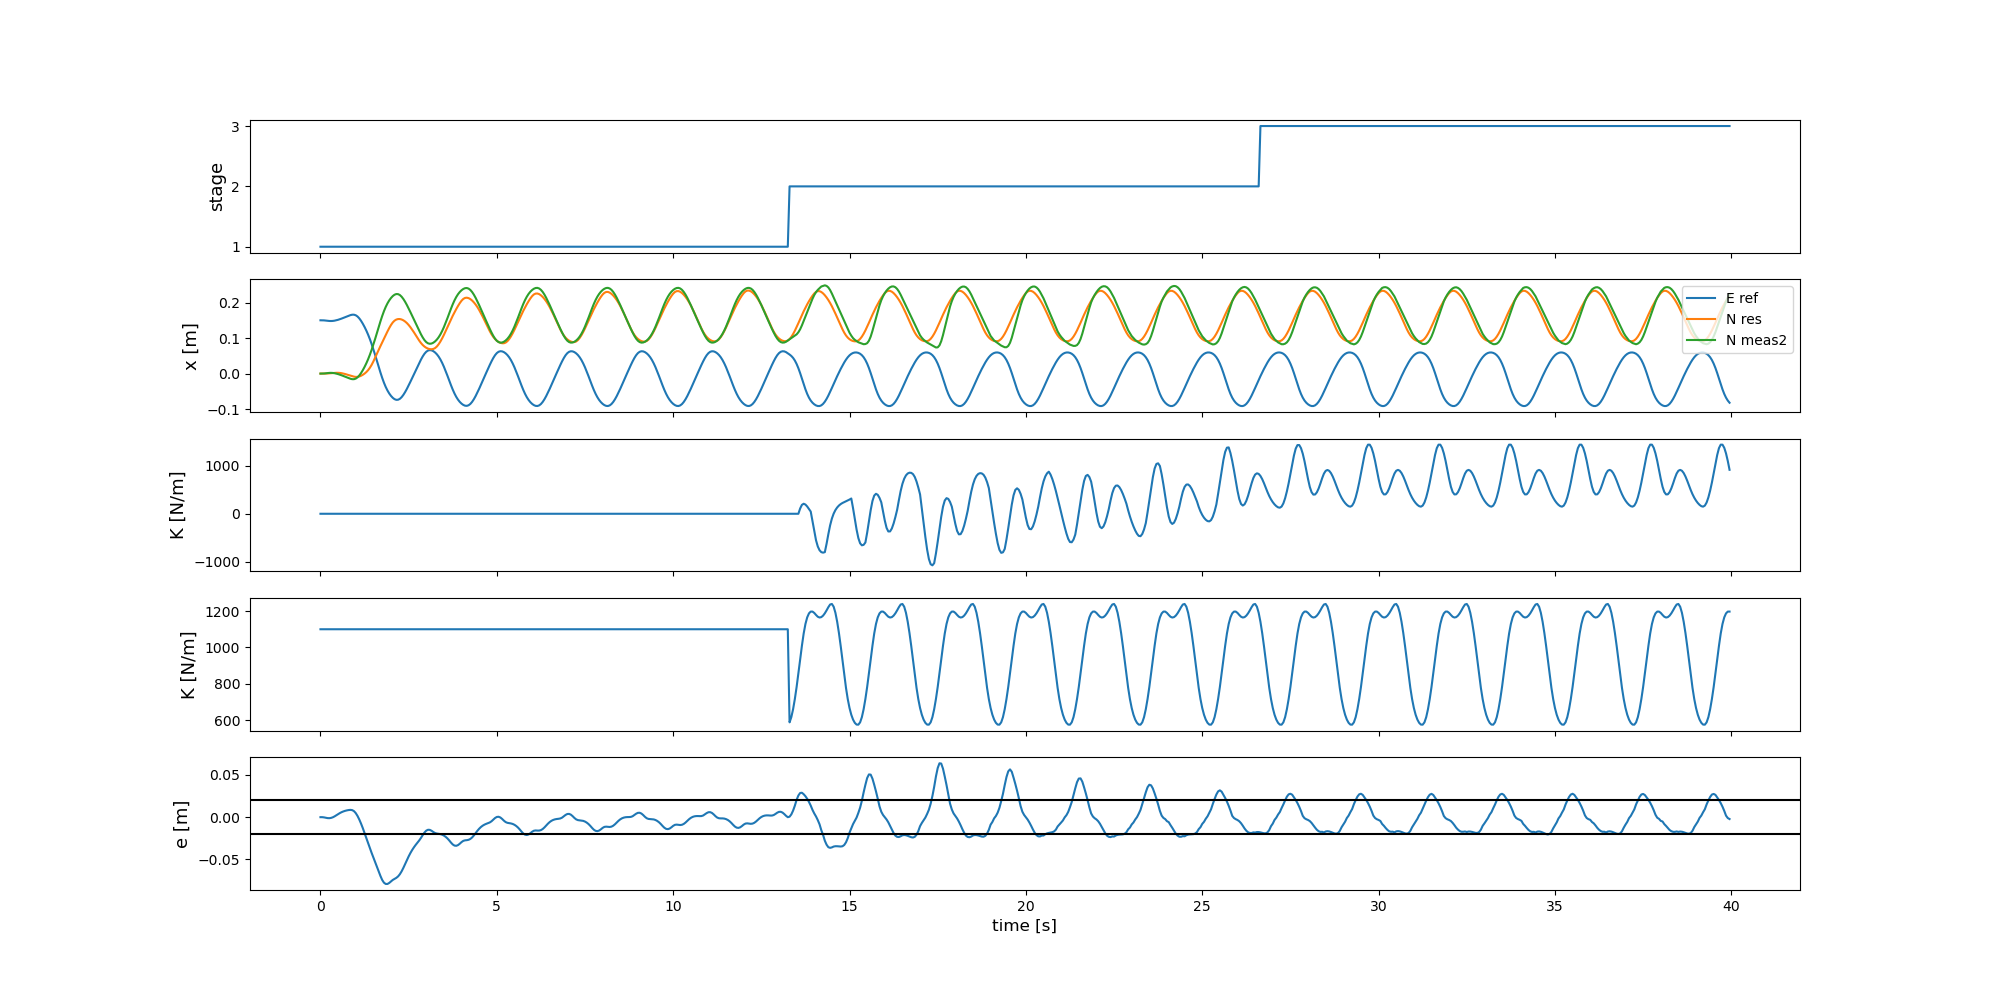 3
2
1
stage
0.2
0.1
0.0
−0.1
x [m]
E ref
N res
N meas2
1000
0
−1000
K [N/m]
1200
1000
800
600
K [N/m]
0.05
0.00
−0.05
e [m]
0 5 10 15 20 25 30 35 40
time [s]